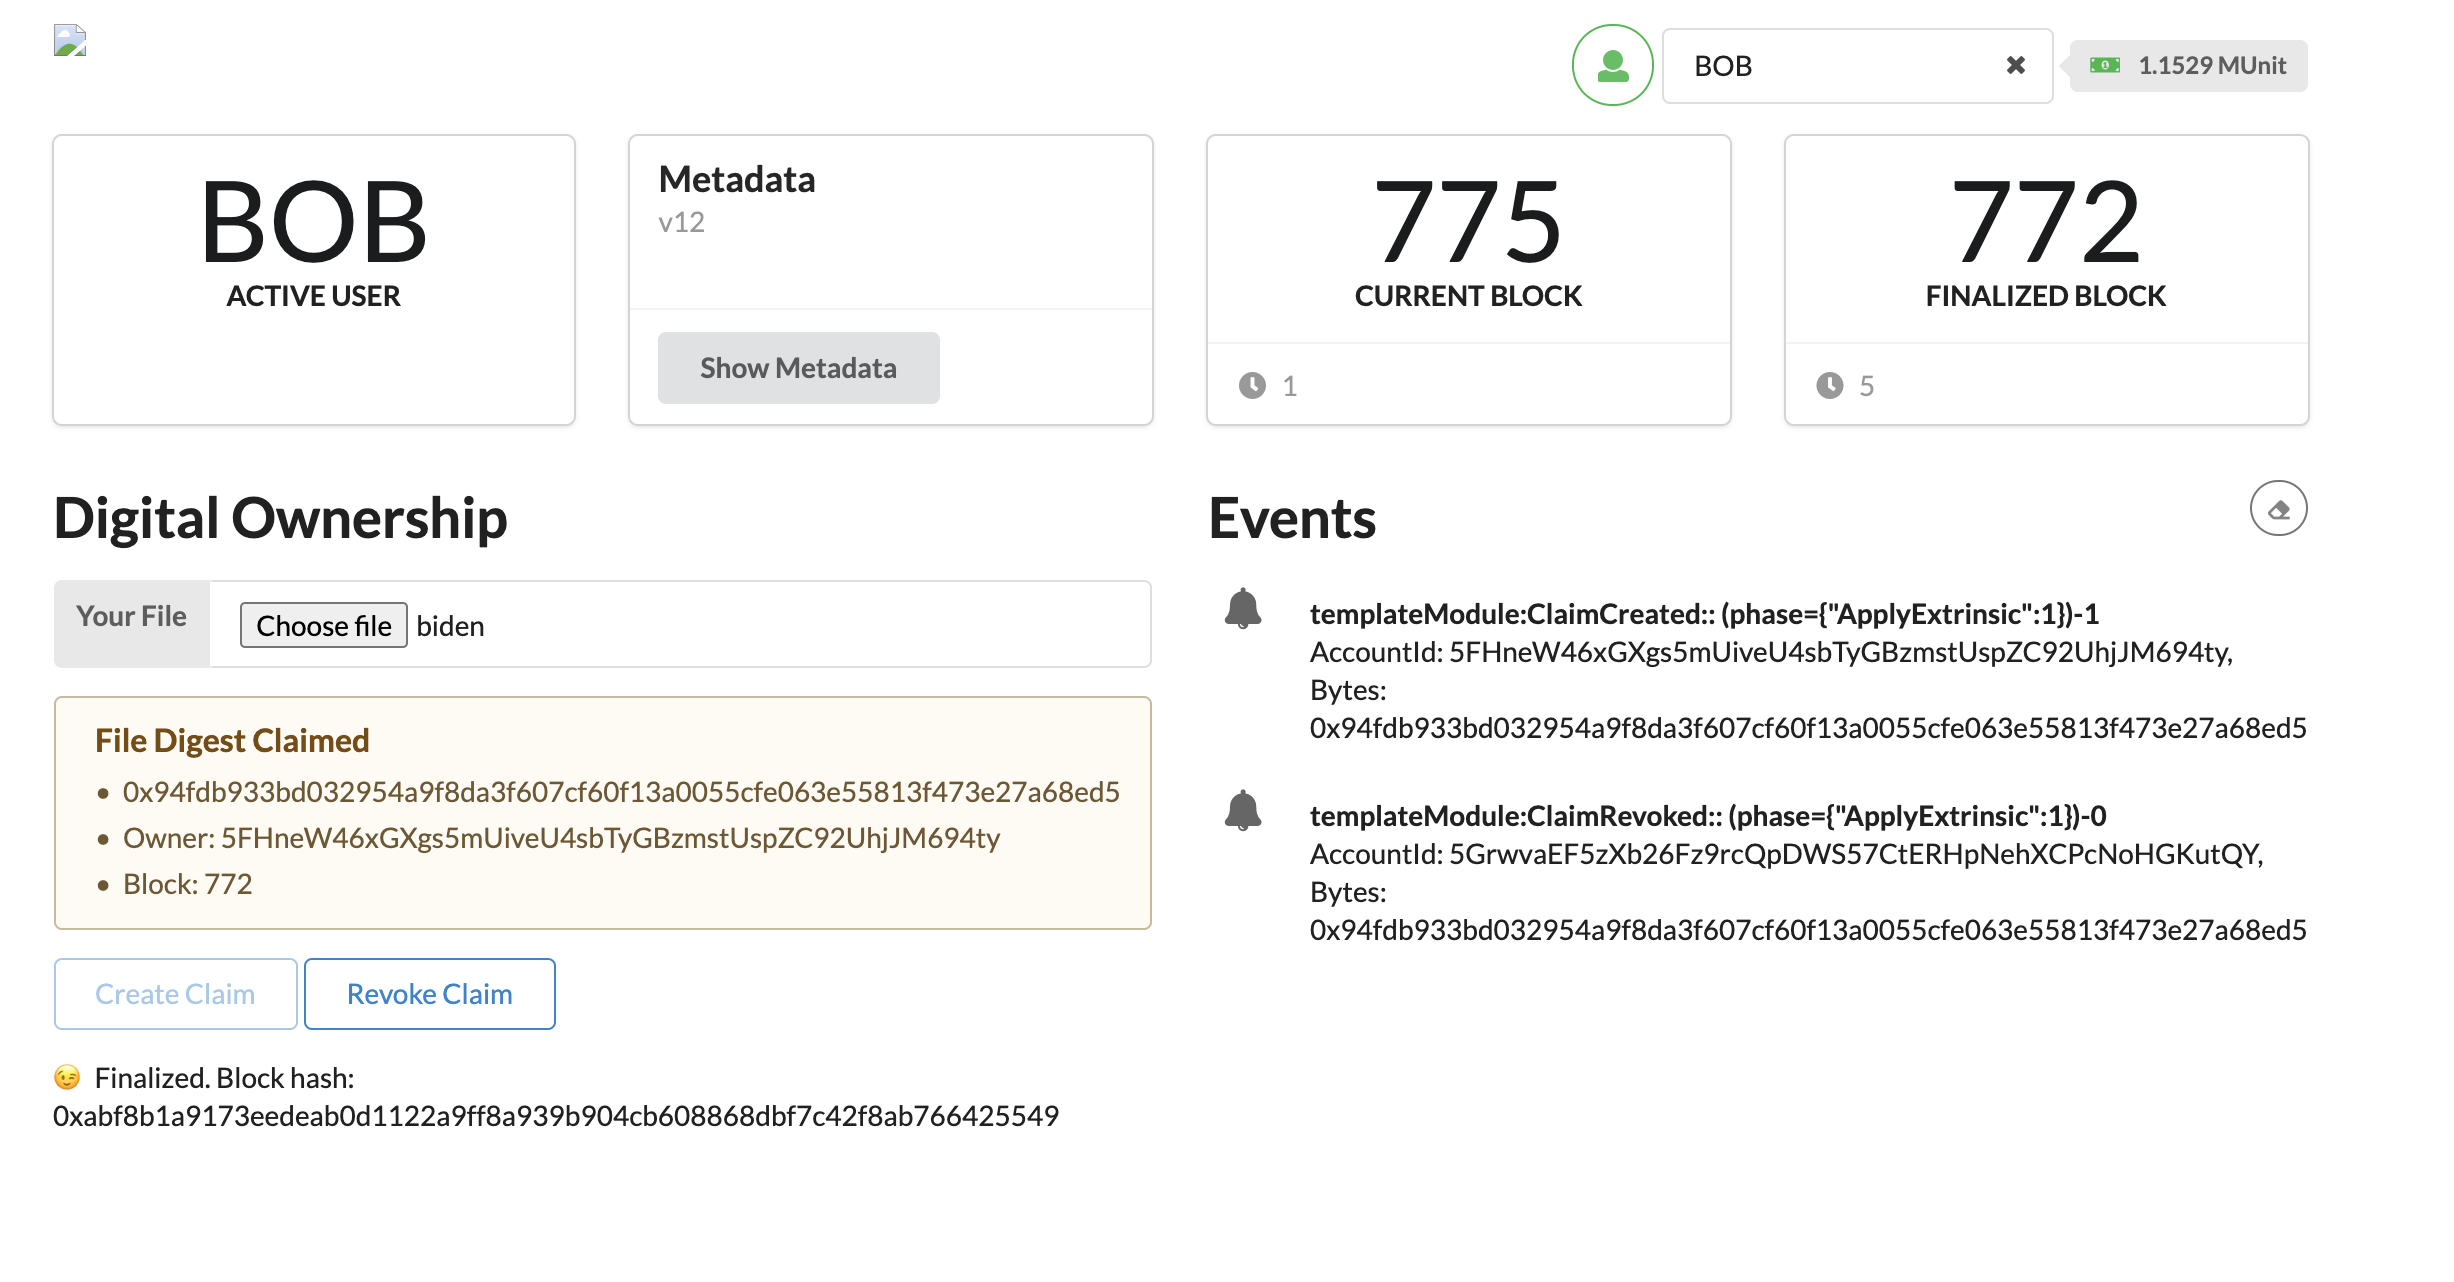 BOB
1.1529 MUnit
BOB
ACTIVE USER
Metadata
v12
Show Metadata
775
CURRENT BLOCK
1
772
FINALIZED BLOCK
5
Digital Ownership
Your File
Choose file biden
File Digest Claimed
• 0x94fdb933bd032954a9f8da3f607cf60f13a0055cfe063e55813f473e27a68ed5
• Owner: 5FHneW46xGXgs5mUiveU4sbTyGBzmstUspZC92UhjJM694ty
• Block: 772
Create Claim
Revoke Claim
😉 Finalized. Block hash:
0xabf8b1a9173eedeab0d1122a9ff8a939b904cb608868dbf7c42f8ab766425549
Events
templateModule:ClaimCreated:: (phase={"ApplyExtrinsic":1})-1
AccountId: 5FHneW46xGXgs5mUiveU4sbTyGBzmstUspZC92UhjJM694ty,
Bytes:
0x94fdb933bd032954a9f8da3f607cf60f13a0055cfe063e55813f473e27a68ed5
templateModule:ClaimRevoked:: (phase={"ApplyExtrinsic":1})-0
AccountId: 5GrwvaEF5zXb26Fz9rcQpDWS57CtERHpNehXCPcNoHGKutQY,
Bytes:
0x94fdb933bd032954a9f8da3f607cf60f13a0055cfe063e55813f473e27a68ed5